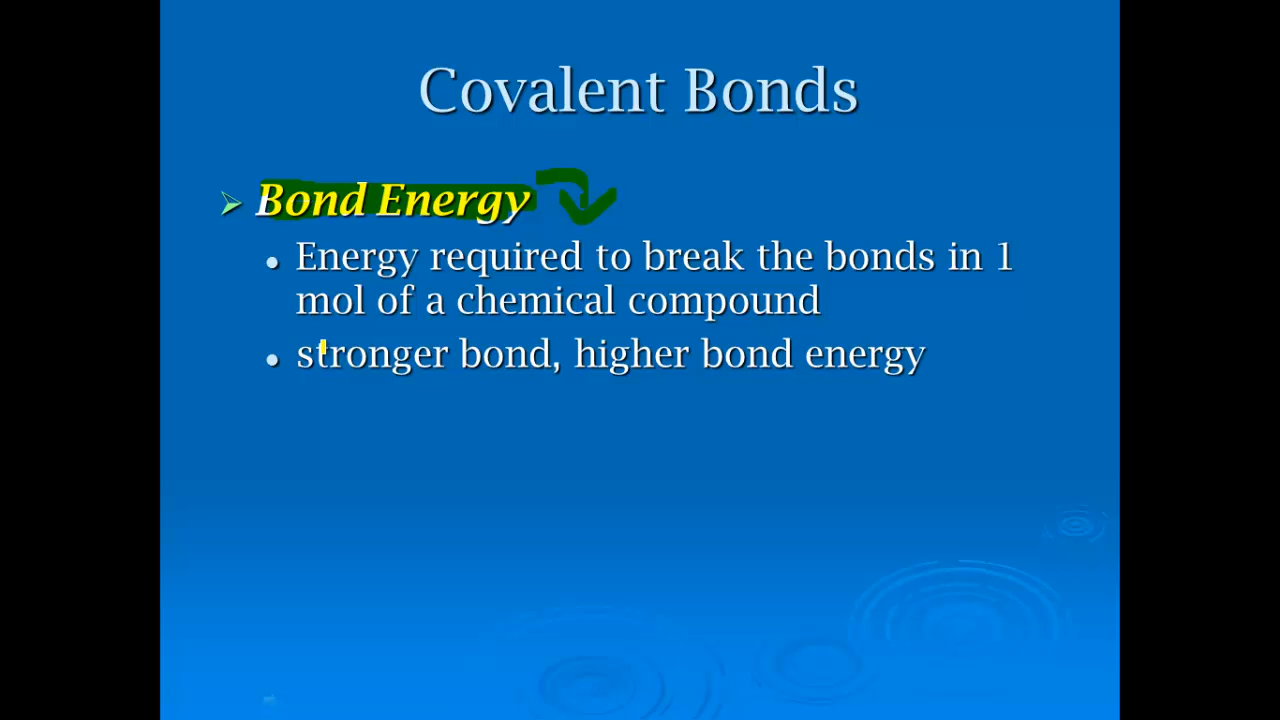 Covalent Bonds
Bond Energy
Energy required to break the bonds in 1
mol of a chemical compound
stronger bond, higher bond energy